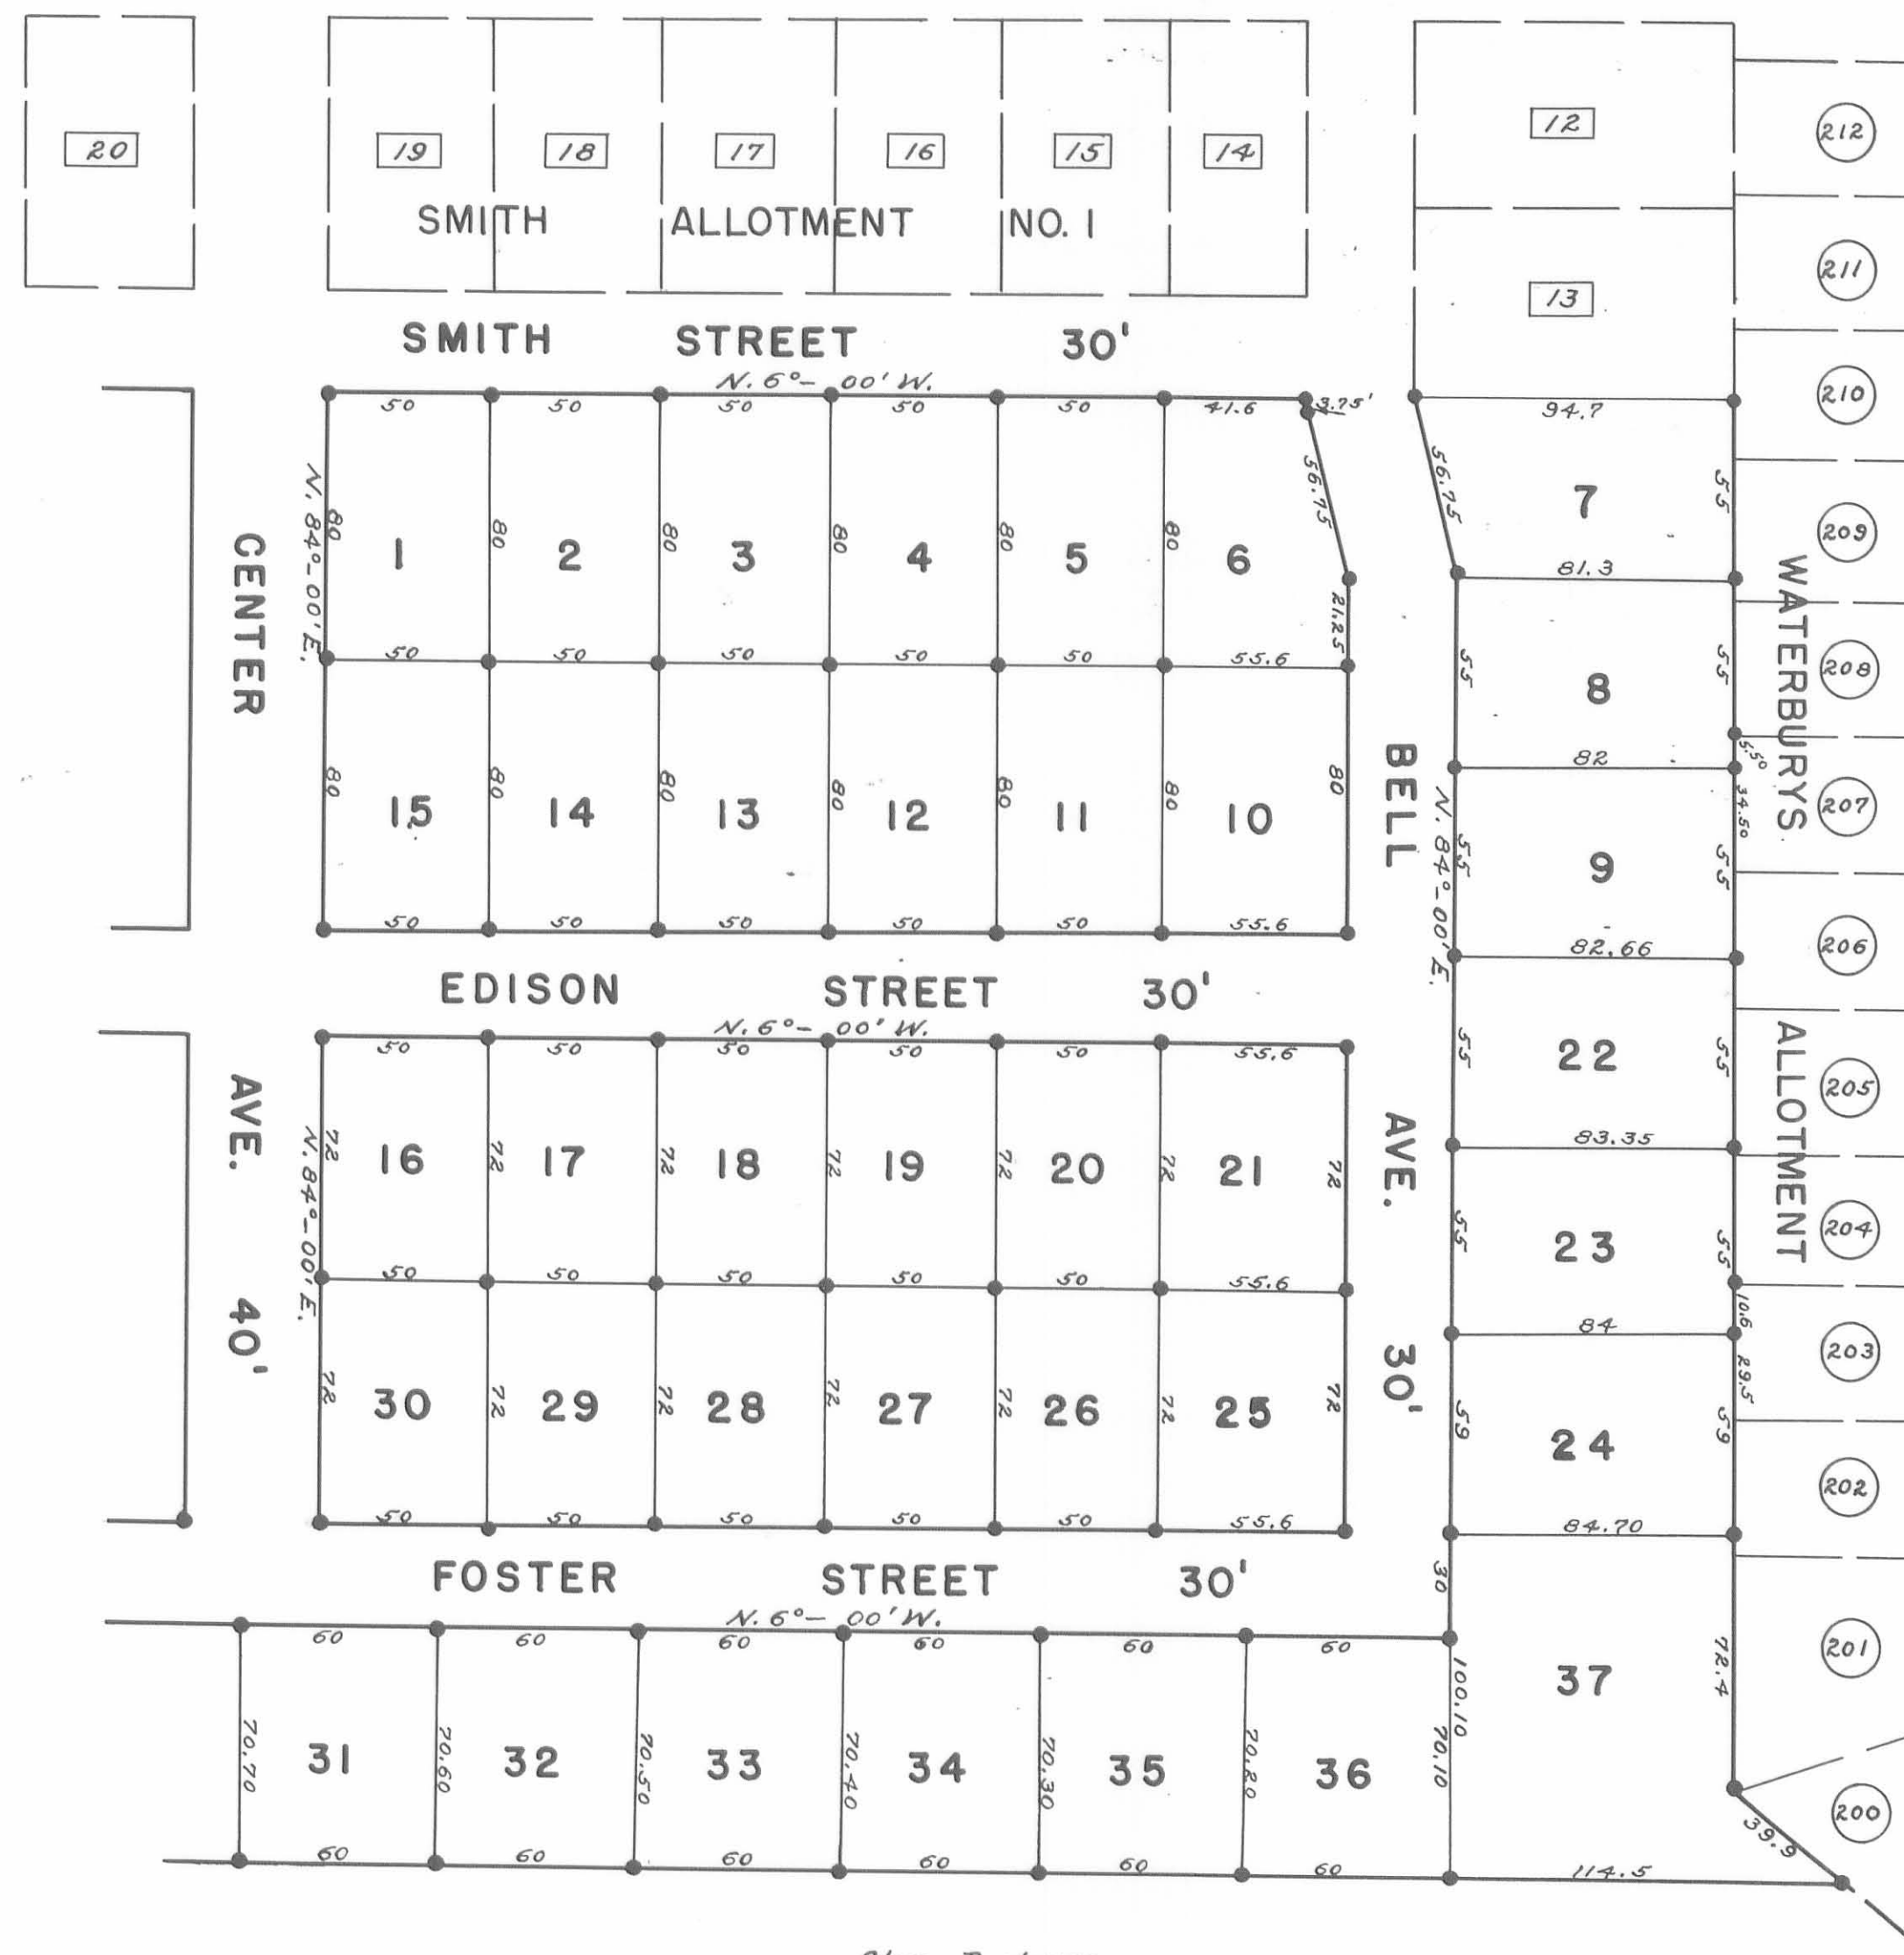 20 19 18 17 16 15 14 12 212
SMITH ALLOTMENT NO. 1
13 211
SMITH STREET 30'
N. 6°-00' W.
50 50 50 50 50 41.6 3.75' 94.7 210
N. 84°-00' E.
80 80 80 80 80 80 56.75 56.75 55
1 2 3 4 5 6 7 209
21.25 81.3
50 50 50 50 50 55.6
8 55 55 208
82 5.50
80 80 80 80 80 80 80
15 14 13 12 11 10
34.50 207
9 55 55
N. 84°-00' E.
50 50 50 50 50 55.6
82.66 206
CENTER AVE. 40'
BELL AVE. 30'
WATERBURYS ALLOTMENT
EDISON STREET 30'
N. 6°-00' W.
50 50 50 50 50 55.6
22 55 55 205
83.35
N. 84°-00' E.
72 72 72 72 72 72 72
16 17 18 19 20 21
23 55 55 204
50 50 50 50 50 55.6
10.6
84 203
29.5
72 72 72 72 72 72 72
30 29 28 27 26 25
24 59 59 202
50 50 50 50 50 55.6
84.70
FOSTER STREET 30'
30
N. 6°-00' W.
60 60 60 60 60 60
37 100.10 72.4 201
70.70 70.60 70.50 70.40 70.30 70.20 70.10
31 32 33 34 35 36
200
39.9
60 60 60 60 60 60 114.5